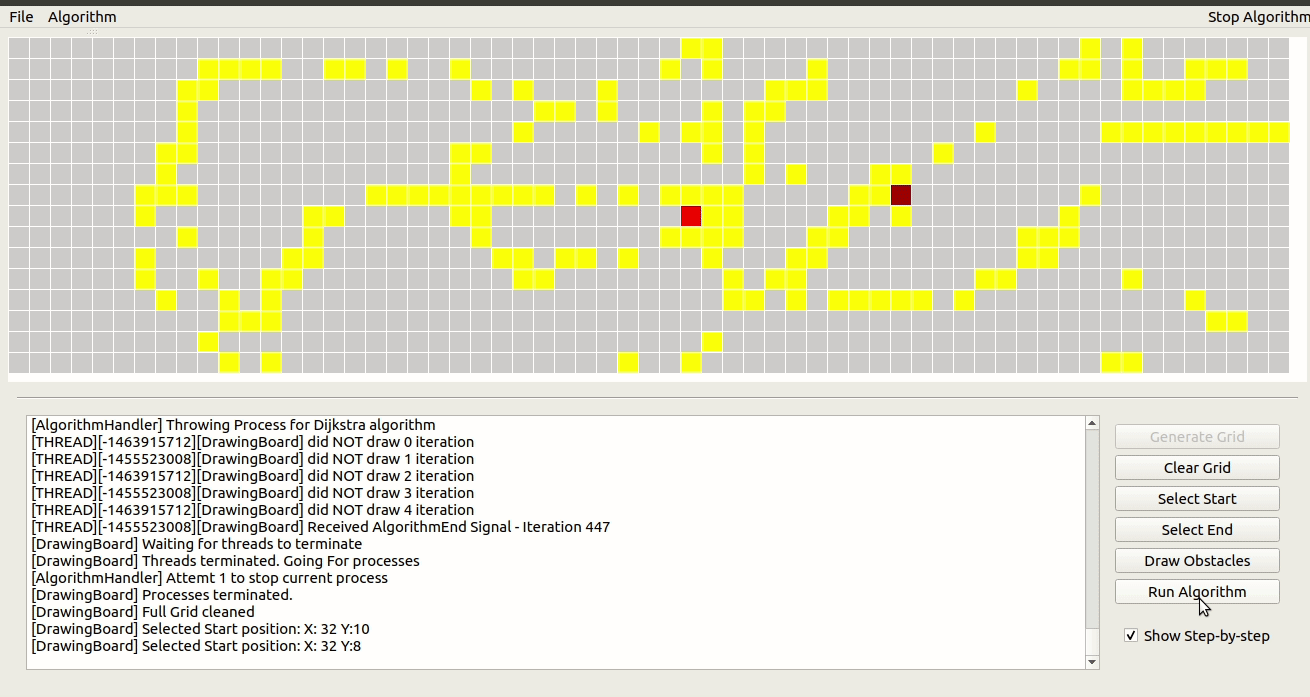 File Algorithm Stop Algorithm
[AlgorithmHandler] Throwing Process for Dijkstra algorithm
[THREAD][-1463915712][DrawingBoard] did NOT draw 0 iteration
[THREAD][-1455523008][DrawingBoard] did NOT draw 1 iteration
[THREAD][-1463915712][DrawingBoard] did NOT draw 2 iteration
[THREAD][-1455523008][DrawingBoard] did NOT draw 3 iteration
[THREAD][-1463915712][DrawingBoard] did NOT draw 4 iteration
[THREAD][-1455523008][DrawingBoard] Received AlgorithmEnd Signal - Iteration 447
[DrawingBoard] Waiting for threads to terminate
[DrawingBoard] Threads terminated. Going For processes
[AlgorithmHandler] Attemt 1 to stop current process
[DrawingBoard] Processes terminated.
[DrawingBoard] Full Grid cleaned
[DrawingBoard] Selected Start position: X: 32 Y:10
[DrawingBoard] Selected Start position: X: 32 Y:8
Generate Grid
Clear Grid
Select Start
Select End
Draw Obstacles
Run Algorithm
Show Step-by-step